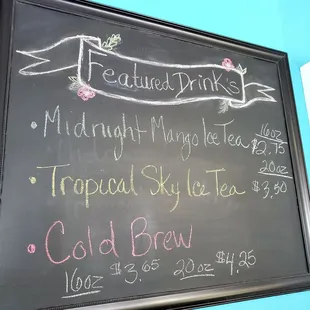 Featured Drink's
• Midnight Mango Ice Tea
16oz
$2.75
20oz
• Tropical Sky Ice Tea $3.50
• Cold Brew
16oz $3.65 20oz $4.25